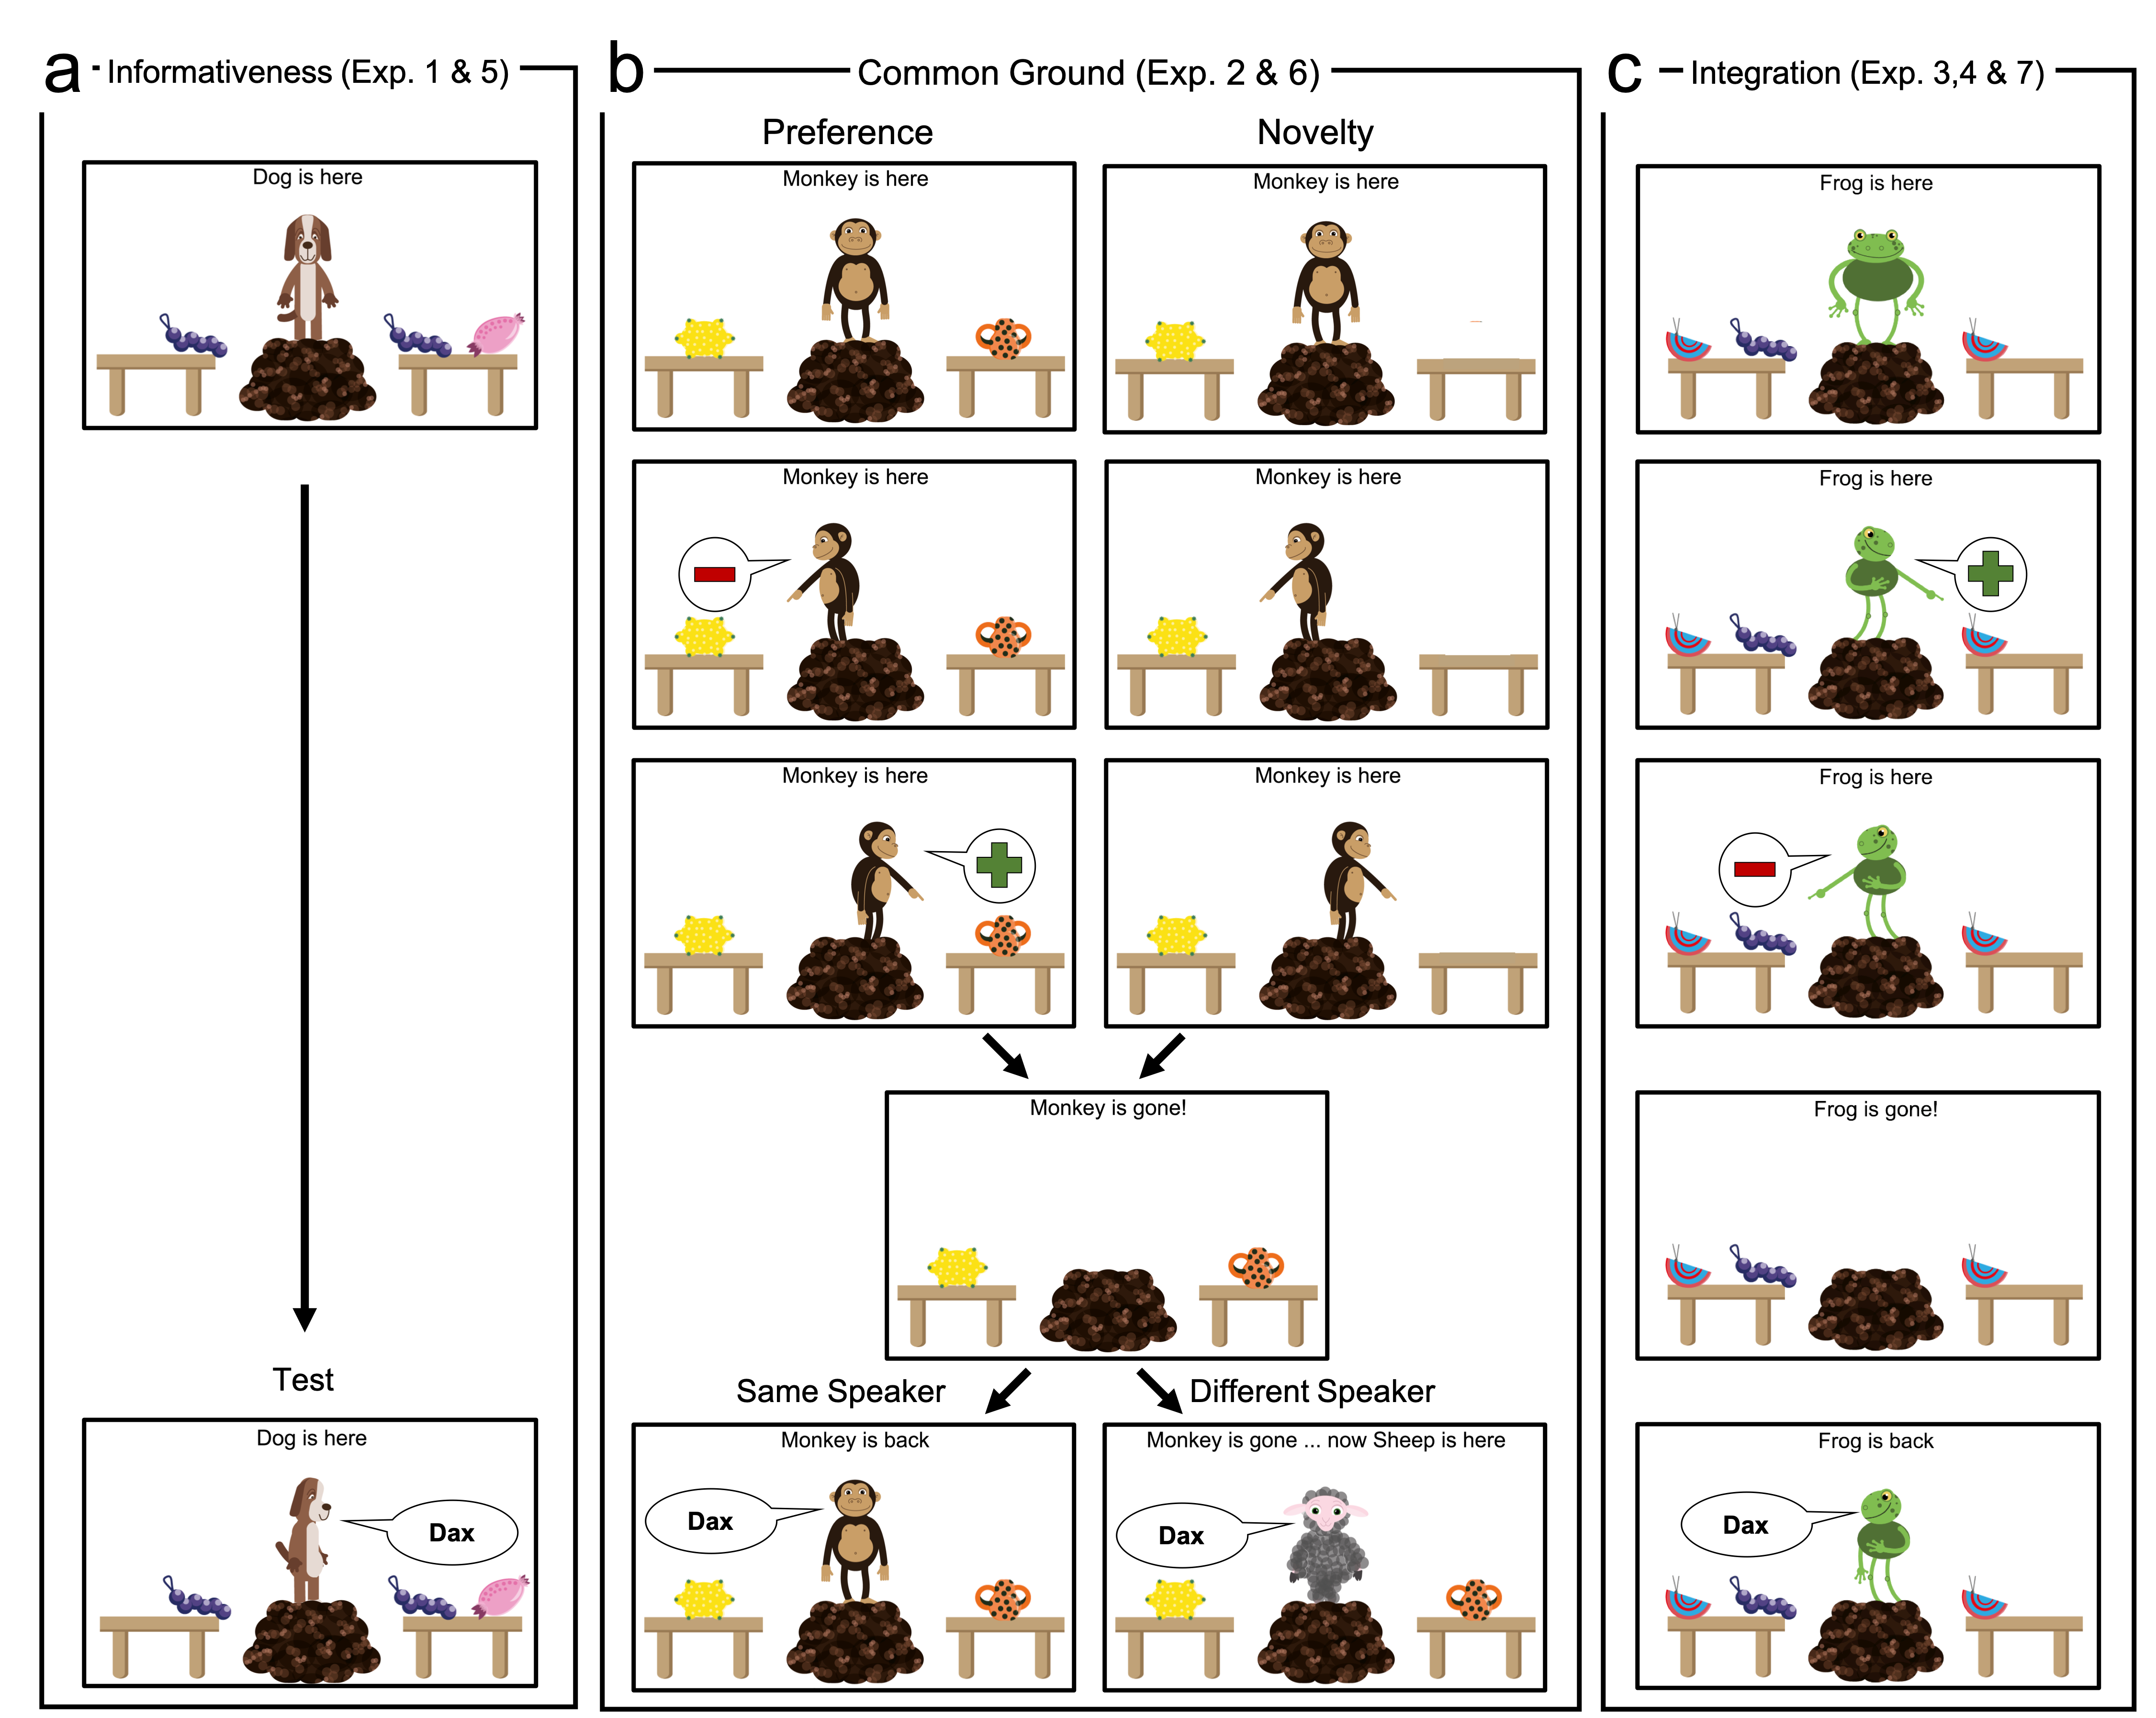 a Informativeness (Exp. 1 & 5)
Dog is here
Test
Dog is here
Dax
b Common Ground (Exp. 2 & 6)
Preference
Novelty
Monkey is here
Monkey is here
Monkey is here
Monkey is here
Monkey is here
Monkey is here
Monkey is gone!
Same Speaker
Different Speaker
Monkey is back
Dax
Monkey is gone ... now Sheep is here
Dax
c Integration (Exp. 3,4 & 7)
Frog is here
Frog is here
Frog is here
Frog is gone!
Frog is back
Dax